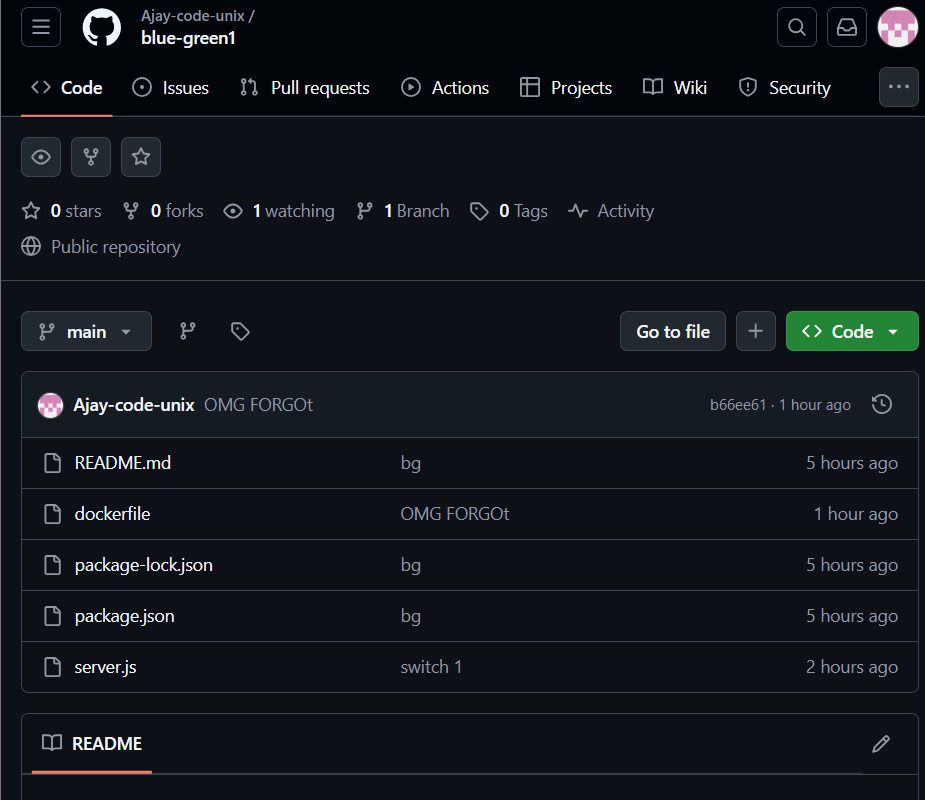 Ajay-code-unix /
blue-green1
Code Issues Pull requests Actions Projects Wiki Security
0 stars 0 forks 1 watching 1 Branch 0 Tags Activity
Public repository
main Go to file Code
Ajay-code-unix OMG FORGOt b66ee61 · 1 hour ago
README.md bg 5 hours ago
dockerfile OMG FORGOt 1 hour ago
package-lock.json bg 5 hours ago
package.json bg 5 hours ago
server.js switch 1 2 hours ago
README